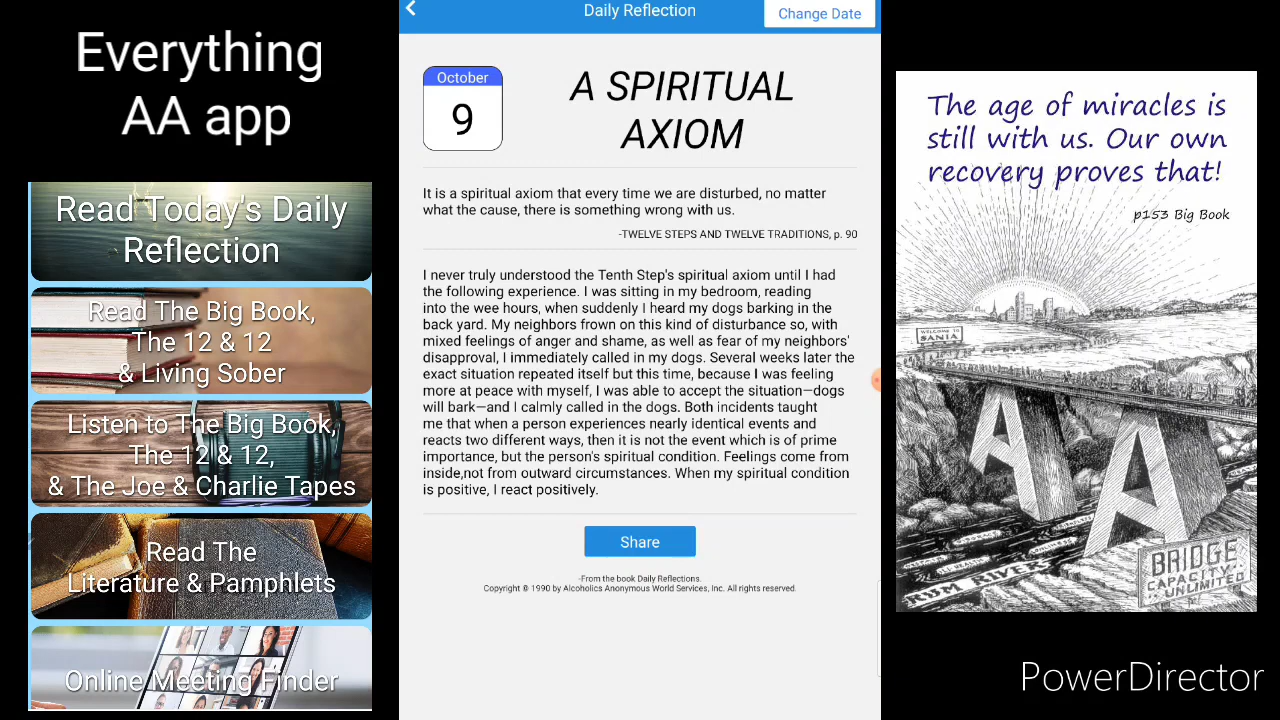 Everything
AA app
Read Today's Daily
Reflection
Read The Big Book,
The 12 & 12
& Living Sober
Listen to The Big Book,
The 12 & 12,
& The Joe & Charlie Tapes
Read The
Literature & Pamphlets
Online Meeting Finder
Daily Reflection
Change Date
October
9
A SPIRITUAL
AXIOM
It is a spiritual axiom that every time we are disturbed, no matter
what the cause, there is something wrong with us.
-TWELVE STEPS AND TWELVE TRADITIONS, p. 90
I never truly understood the Tenth Step's spiritual axiom until I had
the following experience. I was sitting in my bedroom, reading
into the wee hours, when suddenly I heard my dogs barking in the
back yard. My neighbors frown on this kind of disturbance so, with
mixed feelings of anger and shame, as well as fear of my neighbors'
disapproval, I immediately called in my dogs. Several weeks later the
exact situation repeated itself but this time, because I was feeling
more at peace with myself, I was able to accept the situation—dogs
will bark—and I calmly called in the dogs. Both incidents taught
me that when a person experiences nearly identical events and
reacts two different ways, then it is not the event which is of prime
importance, but the person's spiritual condition. Feelings come from
inside,not from outward circumstances. When my spiritual condition
is positive, I react positively.
Share
-From the book Daily Reflections.
Copyright © 1990 by Alcoholics Anonymous World Services, Inc. All rights reserved.
The age of miracles is
still with us. Our own
recovery proves that!
p153 Big Book
WELCOME TO
SANIA
AA
BRIDGE
CAPACITY
UNLIMITED
RUM RIVER
PowerDirector